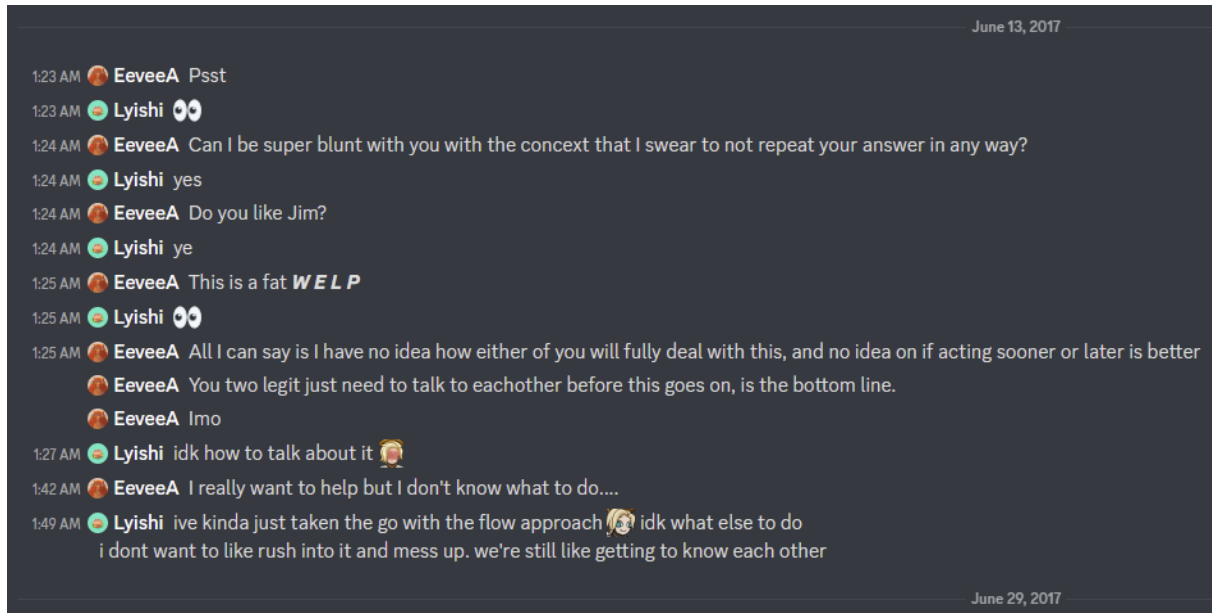 June 13, 2017
1:23 AM EeveeA Psst
1:23 AM Lyishi 👀
1:24 AM EeveeA Can I be super blunt with you with the concext that I swear to not repeat your answer in any way?
1:24 AM Lyishi yes
1:24 AM EeveeA Do you like Jim?
1:24 AM Lyishi ye
1:25 AM EeveeA This is a fat W E L P
1:25 AM Lyishi 👀
1:25 AM EeveeA All I can say is I have no idea how either of you will fully deal with this, and no idea on if acting sooner or later is better
EeveeA You two legit just need to talk to eachother before this goes on, is the bottom line.
EeveeA Imo
1:27 AM Lyishi idk how to talk about it
1:42 AM EeveeA I really want to help but I don't know what to do....
1:49 AM Lyishi ive kinda just taken the go with the flow approach idk what else to do
i dont want to like rush into it and mess up. we're still like getting to know each other
June 29, 2017